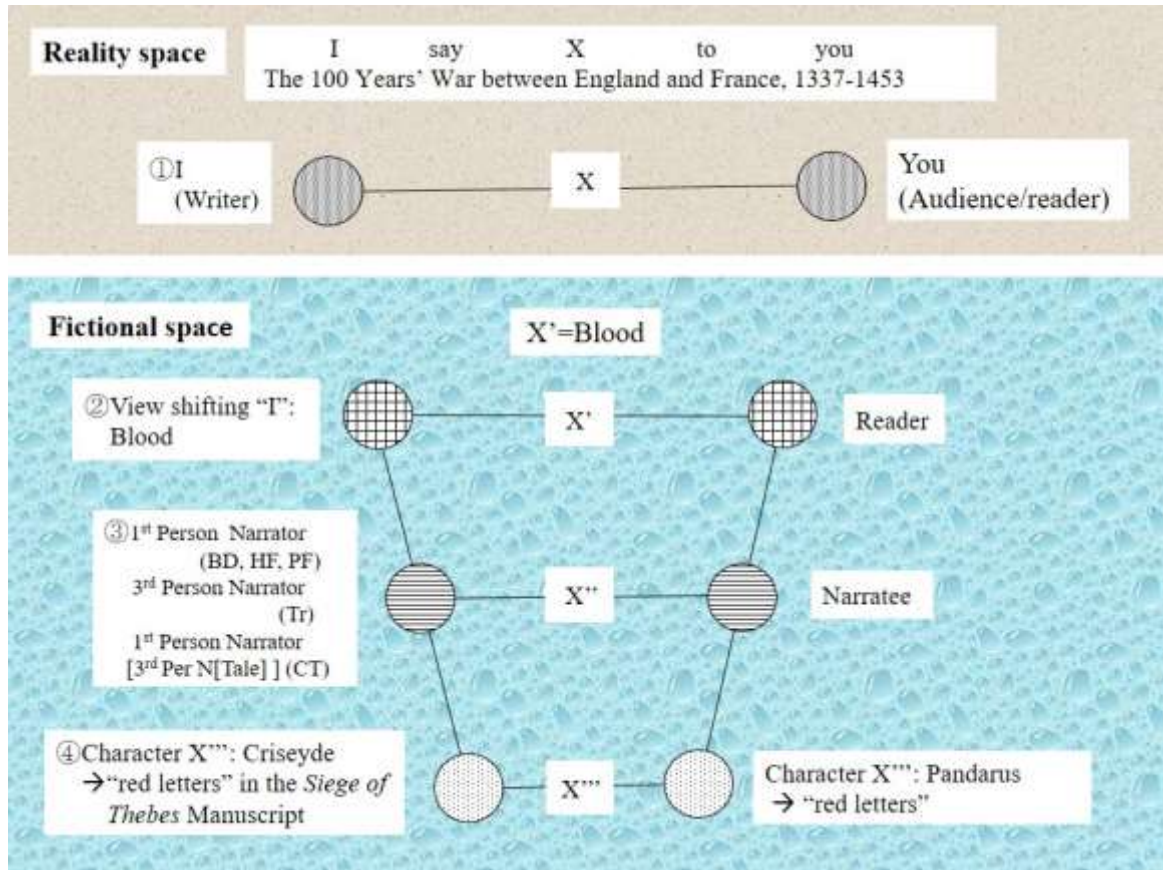 Reality space
I say X to you
The 100 Years’ War between England and France, 1337-1453
①I
(Writer)
X
You
(Audience/reader)
Fictional space
X’=Blood
②View shifting “I”:
Blood
X’
Reader
③1st Person Narrator
(BD, HF, PF)
3rd Person Narrator
(Tr)
1st Person Narrator
[3rd Per N[Tale] ] (CT)
X’’
Narratee
④Character X’’’: Criseyde
→“red letters” in the Siege of
Thebes Manuscript
X’’’
Character X’’’: Pandarus
→ “red letters”